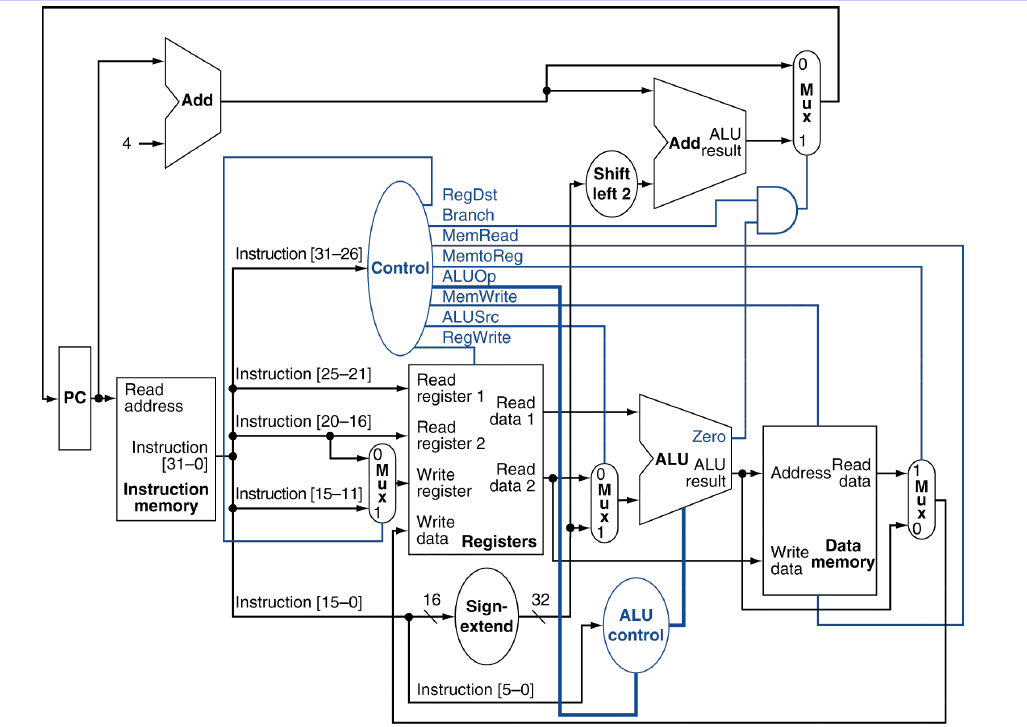 Add
4
Add
ALU
result
0
Mux
1
Shift
left 2
RegDst
Branch
MemRead
MemtoReg
ALUOp
MemWrite
ALUSrc
RegWrite
Control
Instruction [31–26]
Instruction [25–21]
Instruction [20–16]
Instruction [15–11]
Instruction [15–0]
Instruction [5–0]
PC
Read
address
Instruction
[31–0]
Instruction
memory
0
Mux
1
Read
register 1
Read
register 2
Write
register
Write
data
Read
data 1
Read
data 2
Registers
0
Mux
1
Zero
ALU
ALU
result
Address
Read
data
Write
data
Data
memory
1
Mux
0
16
Sign-
extend
32
ALU
control